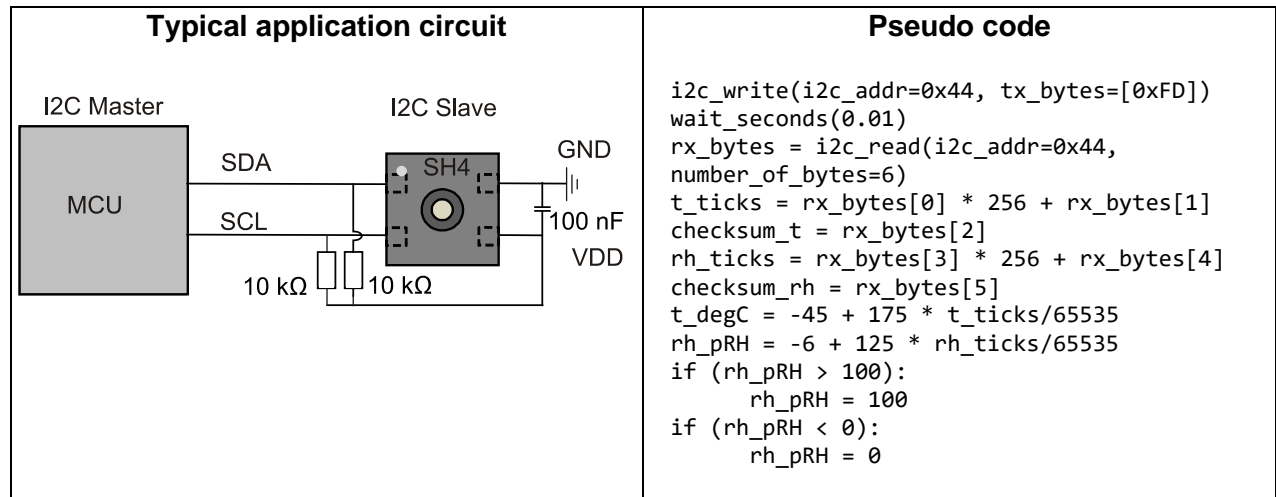 Typical application circuit
I2C Master
I2C Slave
MCU
SDA
SCL
SH4
GND
100 nF
VDD
10 kΩ
10 kΩ
Pseudo code
i2c_write(i2c_addr=0x44, tx_bytes=[0xFD])
wait_seconds(0.01)
rx_bytes = i2c_read(i2c_addr=0x44,
number_of_bytes=6)
t_ticks = rx_bytes[0] * 256 + rx_bytes[1]
checksum_t = rx_bytes[2]
rh_ticks = rx_bytes[3] * 256 + rx_bytes[4]
checksum_rh = rx_bytes[5]
t_degC = -45 + 175 * t_ticks/65535
rh_pRH = -6 + 125 * rh_ticks/65535
if (rh_pRH > 100):
rh_pRH = 100
if (rh_pRH < 0):
rh_pRH = 0